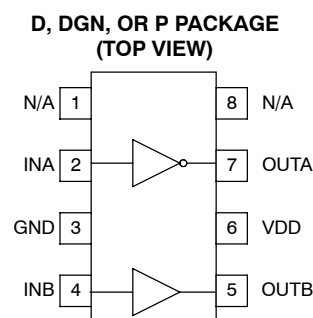 D, DGN, OR P PACKAGE
(TOP VIEW)
N/A 1 8 N/A
INA 2 7 OUTA
GND 3 6 VDD
INB 4 5 OUTB